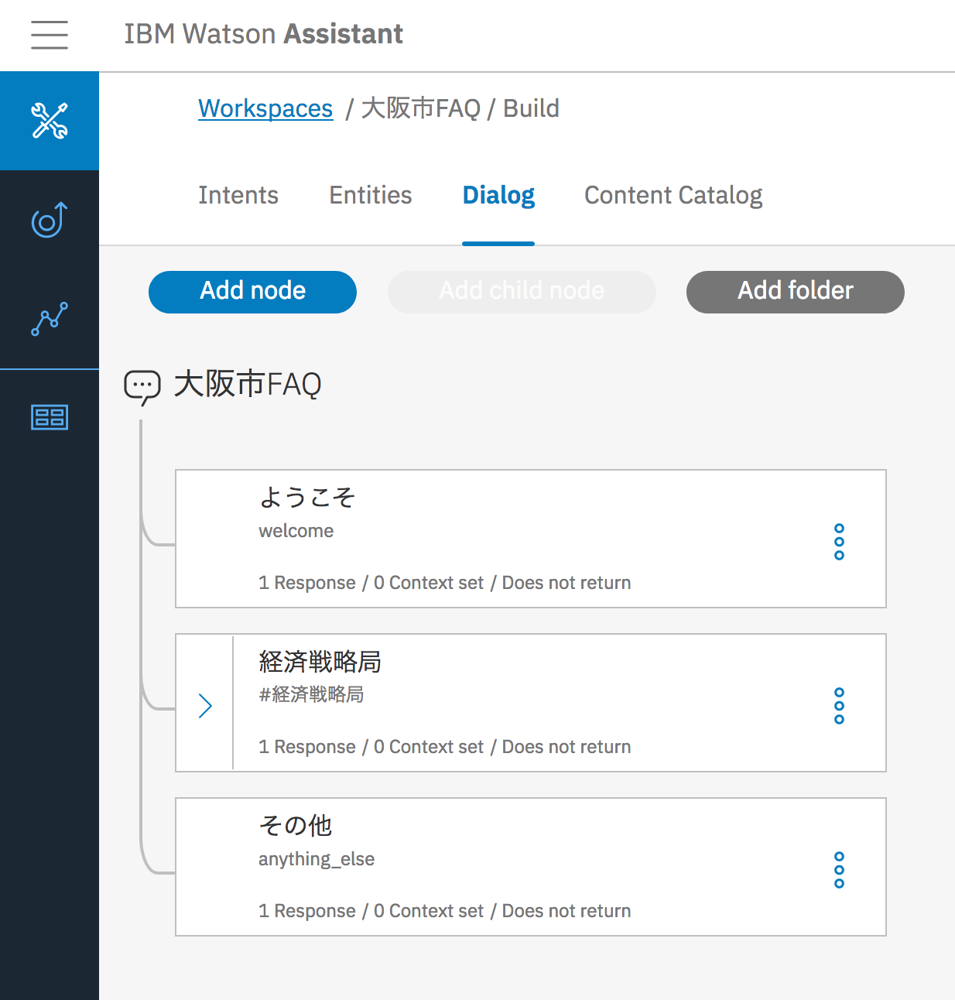 IBM Watson Assistant
Workspaces / 大阪市FAQ / Build
Intents Entities Dialog Content Catalog
Add node Add child node Add folder
大阪市FAQ
ようこそ
welcome
1 Response / 0 Context set / Does not return
経済戦略局
#経済戦略局
1 Response / 0 Context set / Does not return
その他
anything_else
1 Response / 0 Context set / Does not return